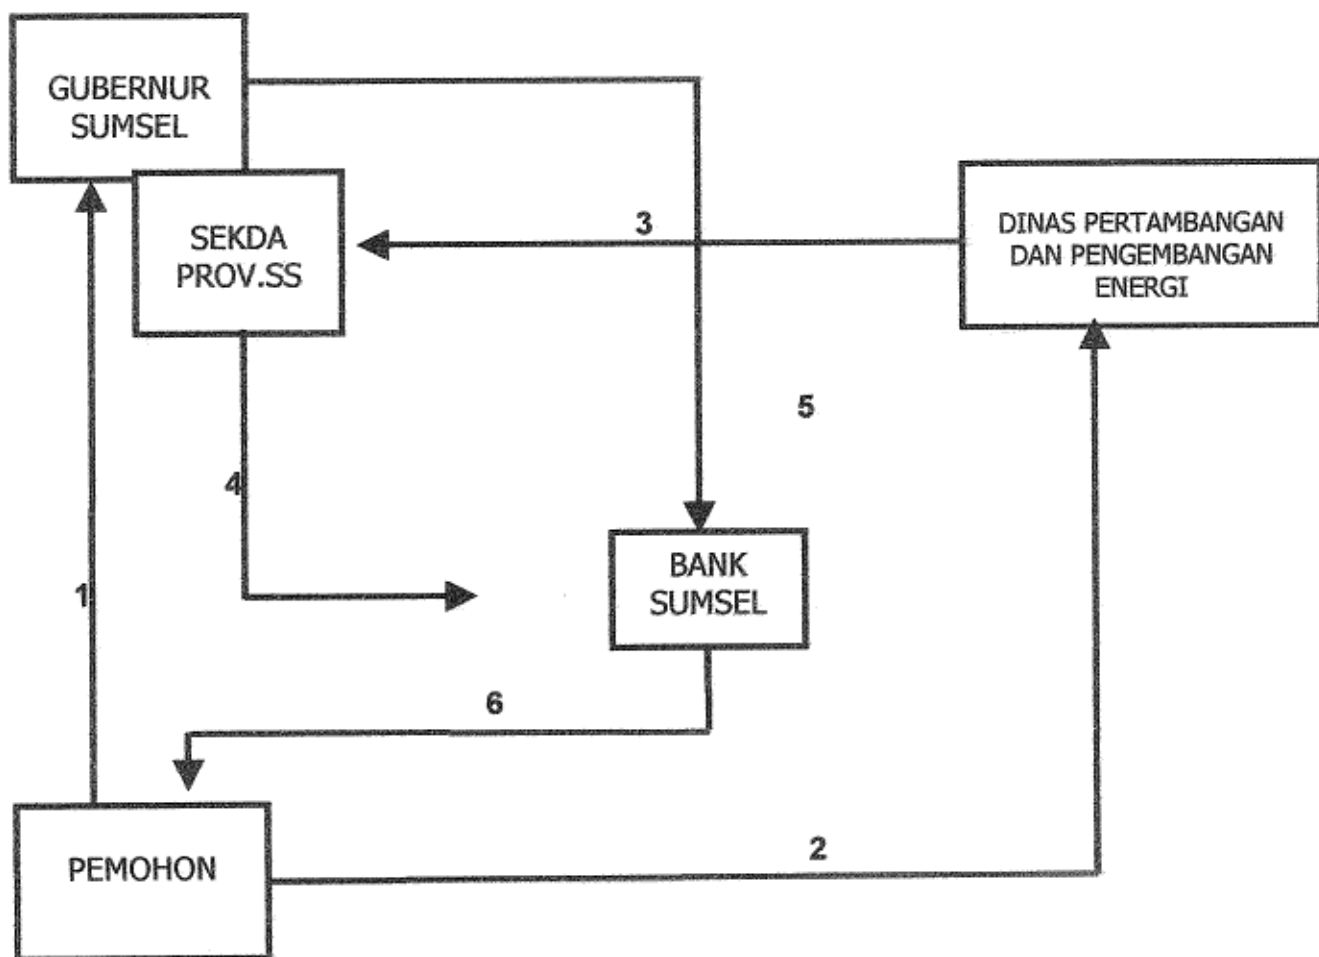 GUBERNUR
SUMSEL
SEKDA
PROV.SS
3
DINAS PERTAMBANGAN
DAN PENGEMBANGAN
ENERGI
5
4
BANK
SUMSEL
1
6
PEMOHON
2